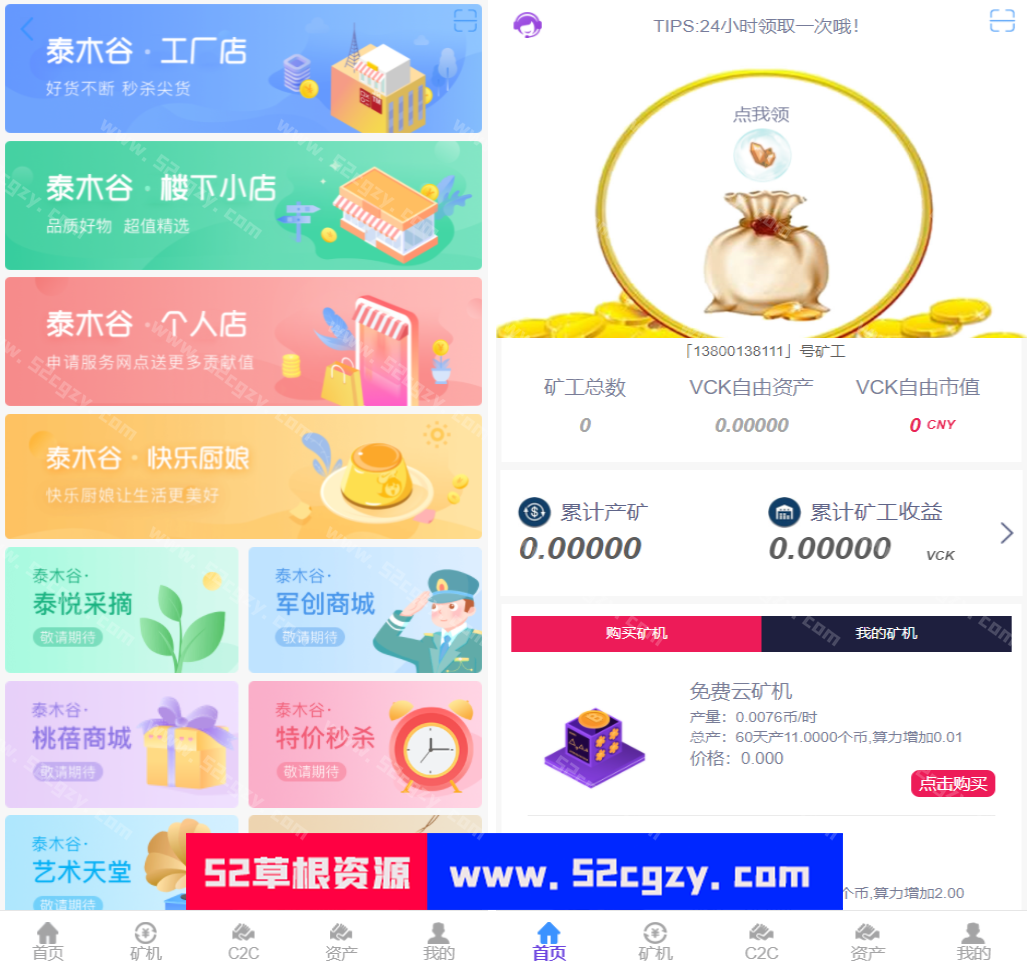 泰木谷·工厂店
好货不断 秒杀尖货
泰木谷·楼下小店
品质好物 超值精选
泰木谷·个人店
申请服务网点送更多贡献值
泰木谷·快乐厨娘
快乐厨娘让生活更美好
泰木谷·
泰悦采摘
敬请期待
泰木谷·
军创商城
敬请期待
泰木谷·
桃蓓商城
敬请期待
泰木谷·
特价秒杀
敬请期待
泰木谷·
艺术天堂
敬请期待
首页
矿机
C2C
资产
我的
TIPS:24小时领取一次哦!
点我领
「13800138111」号矿工
矿工总数
VCK自由资产
VCK自由市值
0
0.00000
0 CNY
累计产矿
0.00000
累计矿工收益
0.00000 VCK
购买矿机
我的矿机
免费云矿机
产量：0.0076币/时
总产：60天产11.0000个币,算力增加0.01
价格：0.000
点击购买
个币,算力增加2.00
首页
矿机
C2C
资产
我的
52草根资源
www.52cgzy.com